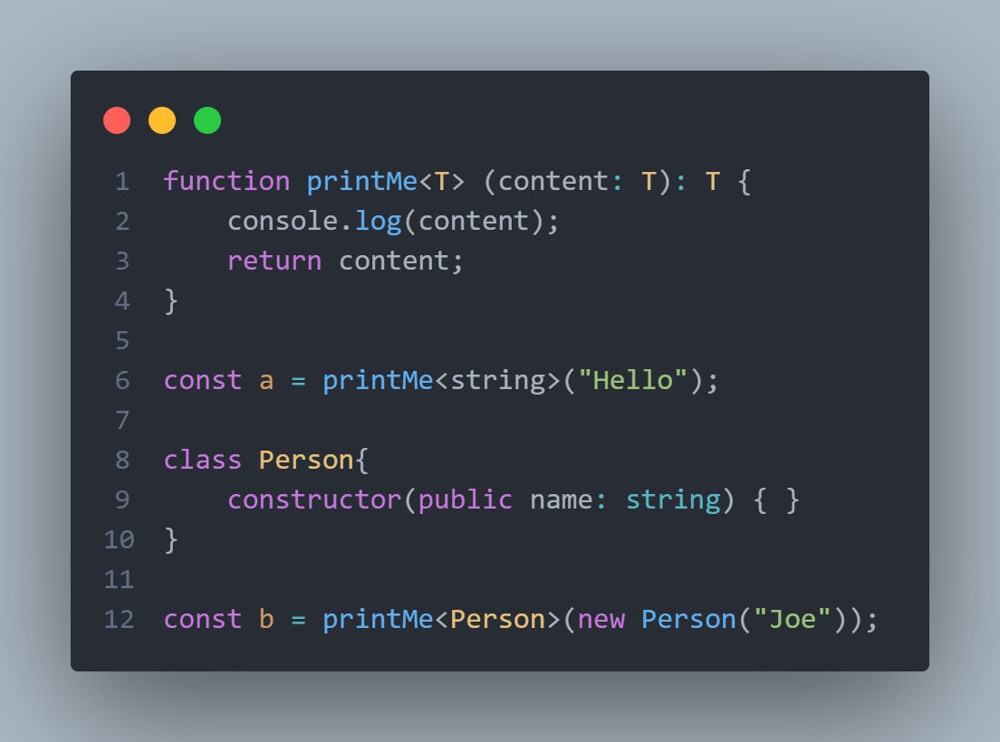 1 function printMe<T> (content: T): T {
2     console.log(content);
3     return content;
4 }
5
6 const a = printMe<string>("Hello");
7
8 class Person{
9     constructor(public name: string) { }
10 }
11
12 const b = printMe<Person>(new Person("Joe"));